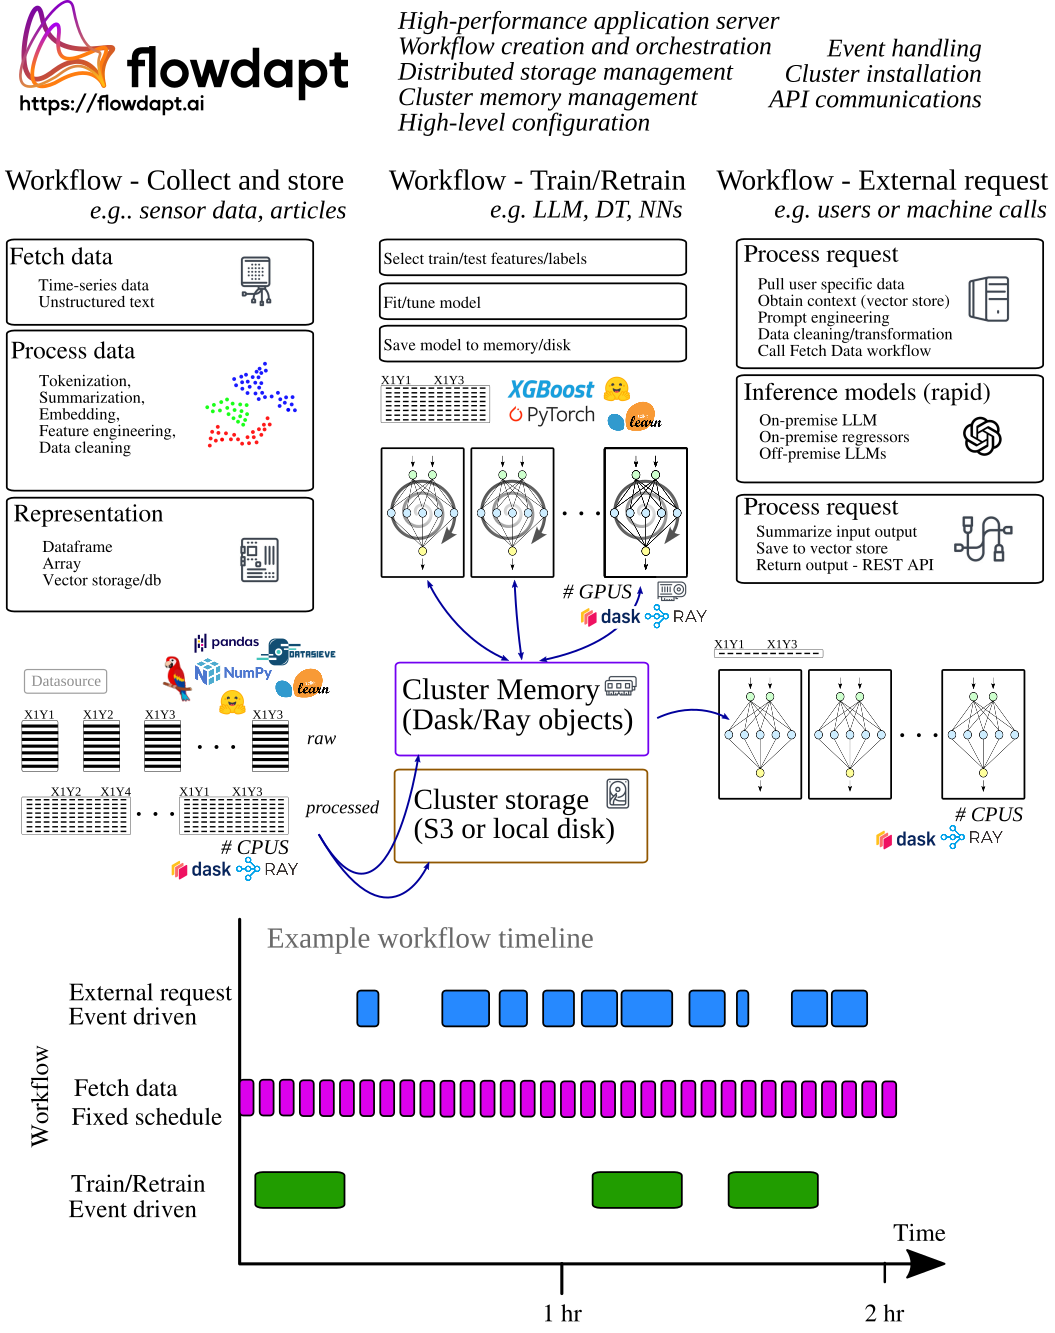 flowdapt
https://flowdapt.ai
High-performance application server
Workflow creation and orchestration
Distributed storage management
Cluster memory management
High-level configuration
Event handling
Cluster installation
API communications
Workflow - Collect and store
e.g.. sensor data, articles
Fetch data
Time-series data
Unstructured text
Process data
Tokenization,
Summarization,
Embedding,
Feature engineering,
Data cleaning
Representation
Dataframe
Array
Vector storage/db
pandas
DATASIEVE
NumPy
learn
Datasource
X1Y1 X1Y2 X1Y3 X1Y3
raw
X1Y2 X1Y4 X1Y1 X1Y3
processed
# CPUS
dask RAY
Workflow - Train/Retrain
e.g. LLM, DT, NNs
Select train/test features/labels
Fit/tune model
Save model to memory/disk
X1Y1 X1Y3
XGBoost
PyTorch
learn
# GPUS
dask RAY
Cluster Memory
(Dask/Ray objects)
Cluster storage
(S3 or local disk)
Workflow - External request
e.g. users or machine calls
Process request
Pull user specific data
Obtain context (vector store)
Prompt engineering
Data cleaning/transformation
Call Fetch Data workflow
Inference models (rapid)
On-premise LLM
On-premise regressors
Off-premise LLMs
Process request
Summarize input output
Save to vector store
Return output - REST API
X1Y1 X1Y3
# CPUS
dask RAY
Example workflow timeline
Workflow
External request
Event driven
Fetch data
Fixed schedule
Train/Retrain
Event driven
Time
1 hr
2 hr